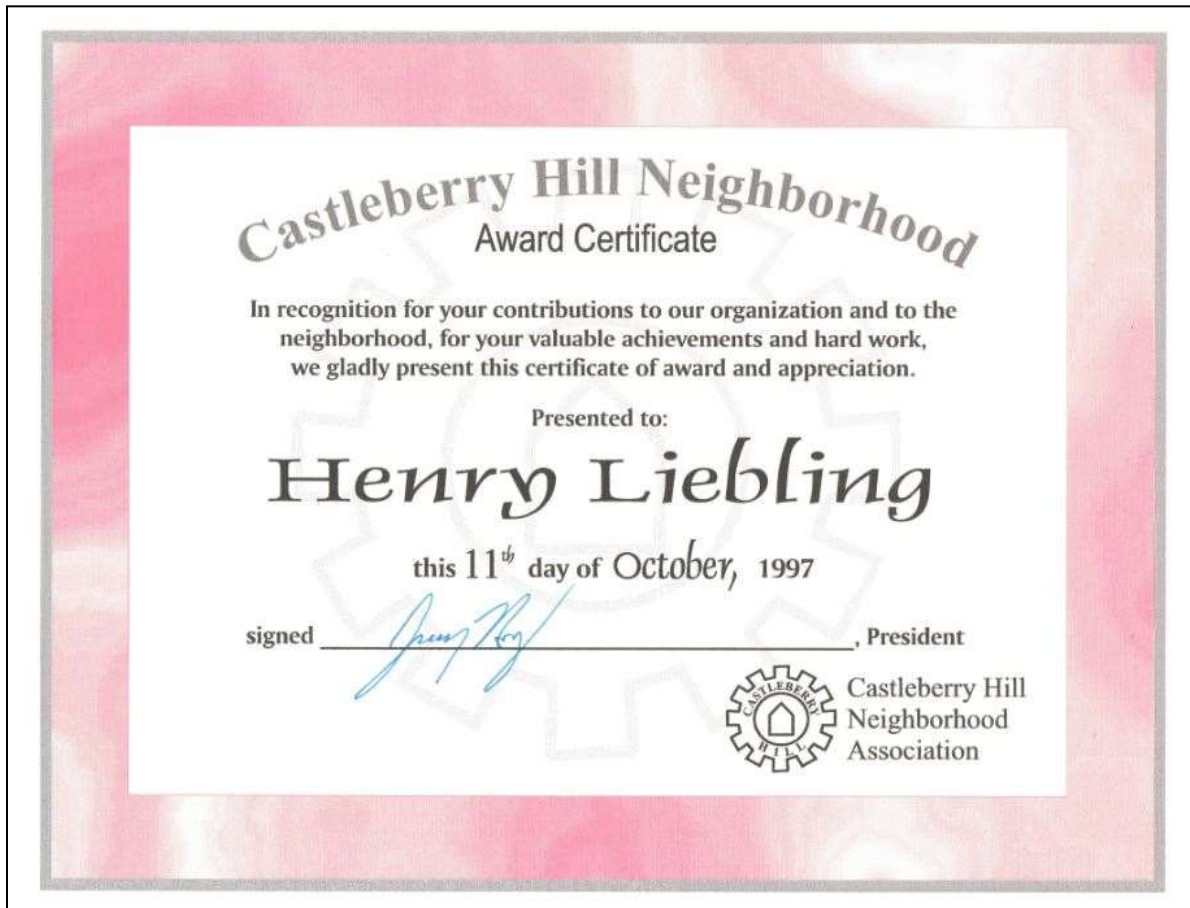 Castleberry Hill Neighborhood
Award Certificate
In recognition for your contributions to our organization and to the
neighborhood, for your valuable achievements and hard work,
we gladly present this certificate of award and appreciation.
Presented to:
Henry Liebling
this 11th day of October, 1997
signed , President
CASTLEBERRY
HILL
Castleberry Hill
Neighborhood
Association